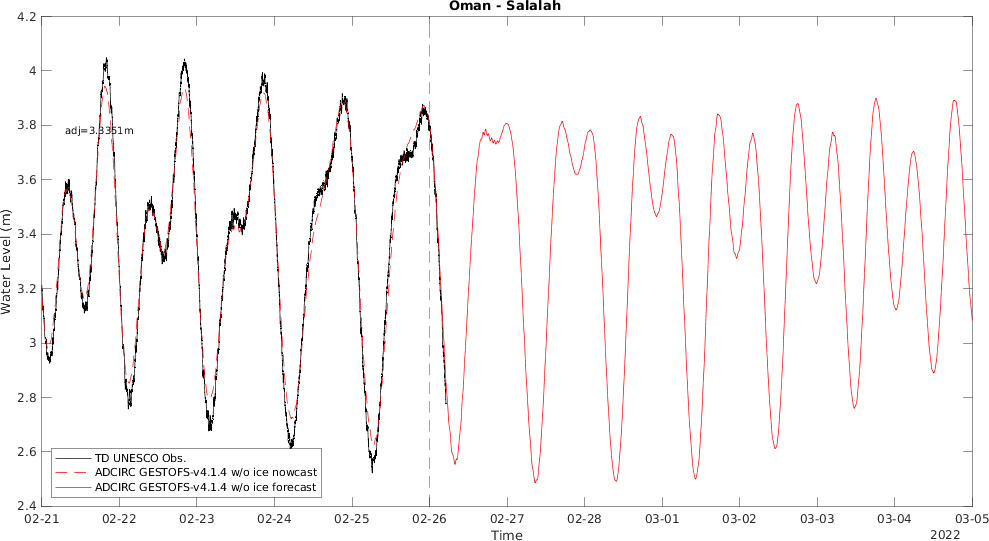 Oman - Salalah
Water Level (m)
4.2
4
3.8
3.6
3.4
3.2
3
2.8
2.6
2.4
adj=3.3351m
TD UNESCO Obs.
ADCIRC GESTOFS-v4.1.4 w/o ice nowcast
ADCIRC GESTOFS-v4.1.4 w/o ice forecast
02-21 02-22 02-23 02-24 02-25 02-26 02-27 02-28 03-01 03-02 03-03 03-04 03-05
Time
2022